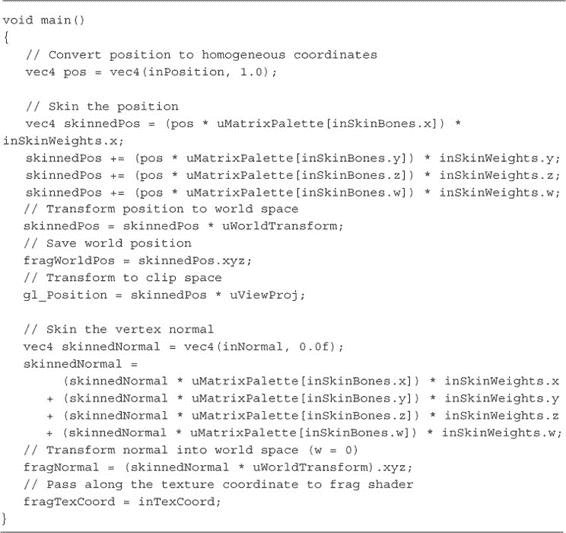 void main()
{
// Convert position to homogeneous coordinates
vec4 pos = vec4(inPosition, 1.0);
// Skin the position
vec4 skinnedPos = (pos * uMatrixPalette[inSkinBones.x]) *
inSkinWeights.x;
skinnedPos += (pos * uMatrixPalette[inSkinBones.y]) * inSkinWeights.y;
skinnedPos += (pos * uMatrixPalette[inSkinBones.z]) * inSkinWeights.z;
skinnedPos += (pos * uMatrixPalette[inSkinBones.w]) * inSkinWeights.w;
// Transform position to world space
skinnedPos = skinnedPos * uWorldTransform;
// Save world position
fragWorldPos = skinnedPos.xyz;
// Transform to clip space
gl_Position = skinnedPos * uViewProj;
// Skin the vertex normal
vec4 skinnedNormal = vec4(inNormal, 0.0f);
skinnedNormal =
(skinnedNormal * uMatrixPalette[inSkinBones.x]) * inSkinWeights.x
+ (skinnedNormal * uMatrixPalette[inSkinBones.y]) * inSkinWeights.y
+ (skinnedNormal * uMatrixPalette[inSkinBones.z]) * inSkinWeights.z
+ (skinnedNormal * uMatrixPalette[inSkinBones.w]) * inSkinWeights.w;
// Transform normal into world space (w = 0)
fragNormal = (skinnedNormal * uWorldTransform).xyz;
// Pass along the texture coordinate to frag shader
fragTexCoord = inTexCoord;
}